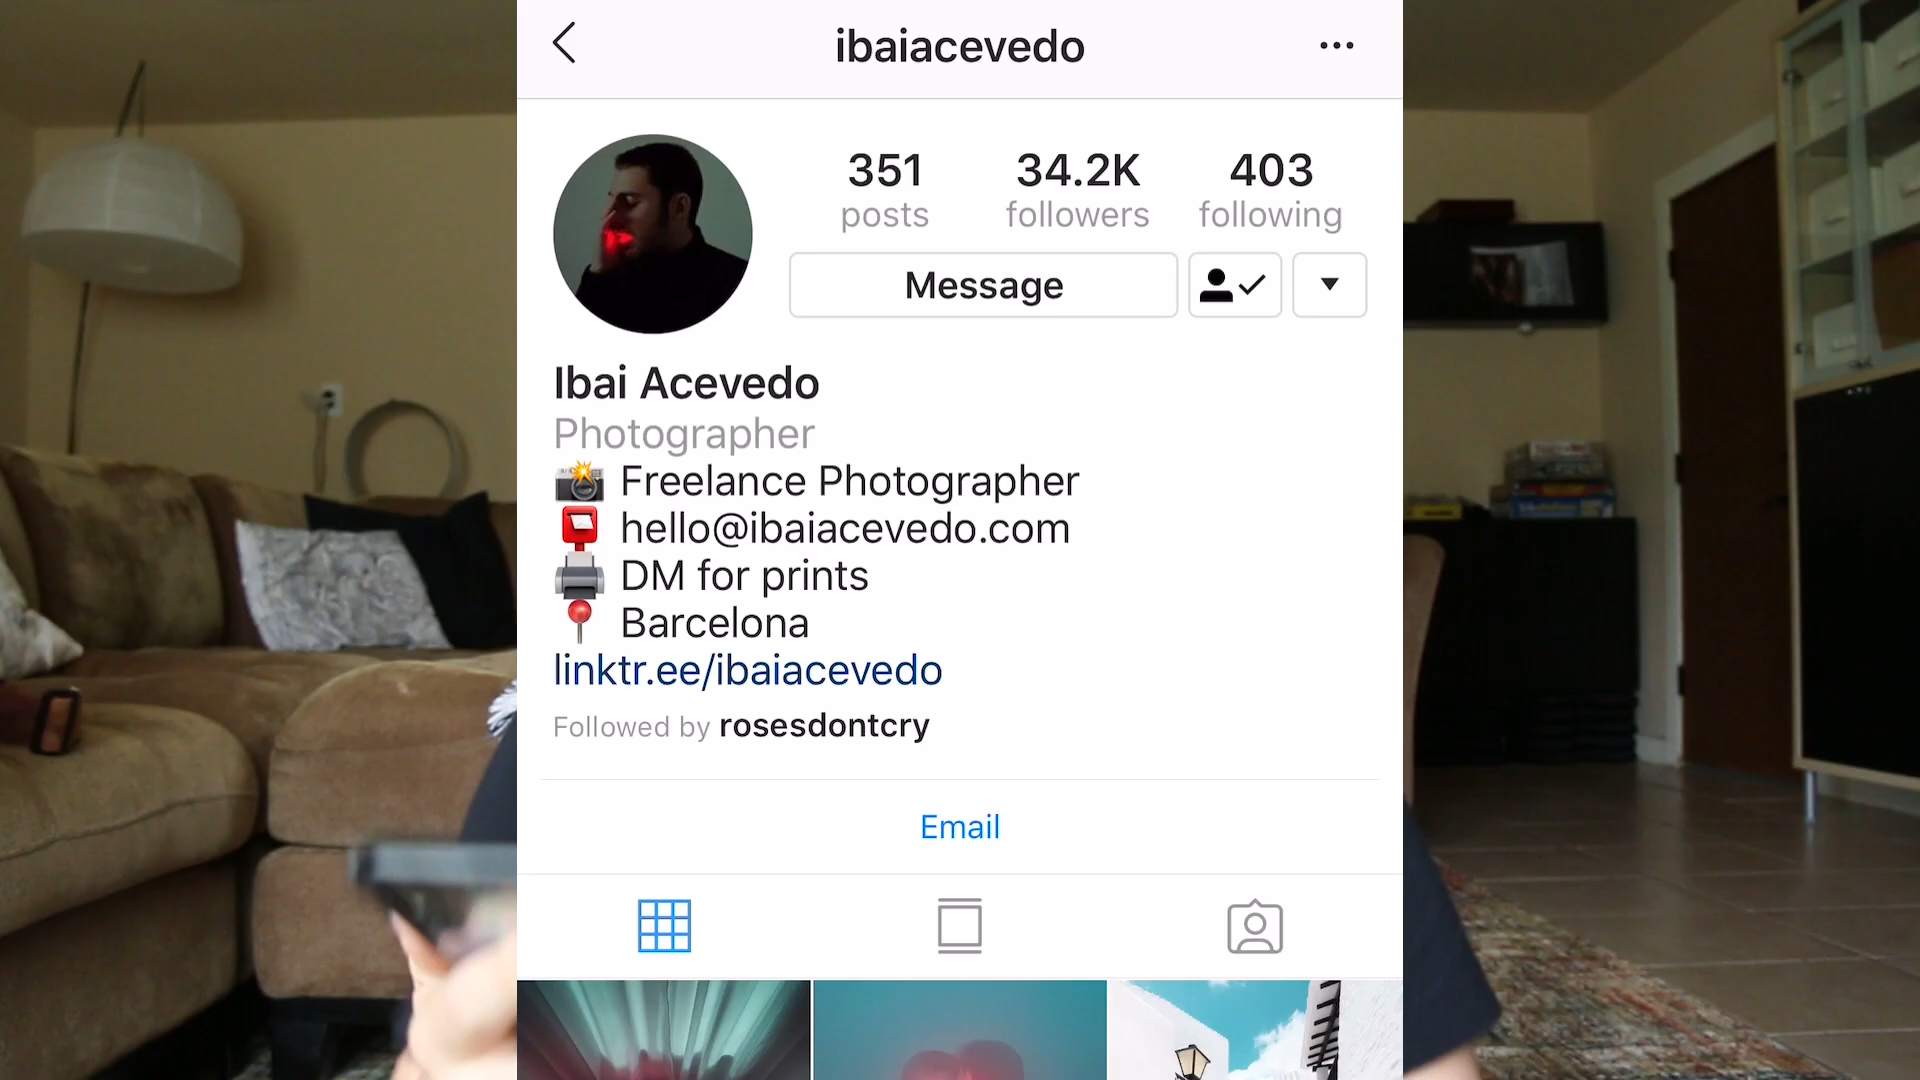 ibaiacevedo
351 34.2K 403
posts followers following
Message
Ibai Acevedo
Photographer
📸 Freelance Photographer
📮 hello@ibaiacevedo.com
🖨 DM for prints
📍 Barcelona
linktr.ee/ibaiacevedo
Followed by rosesdontcry
Email